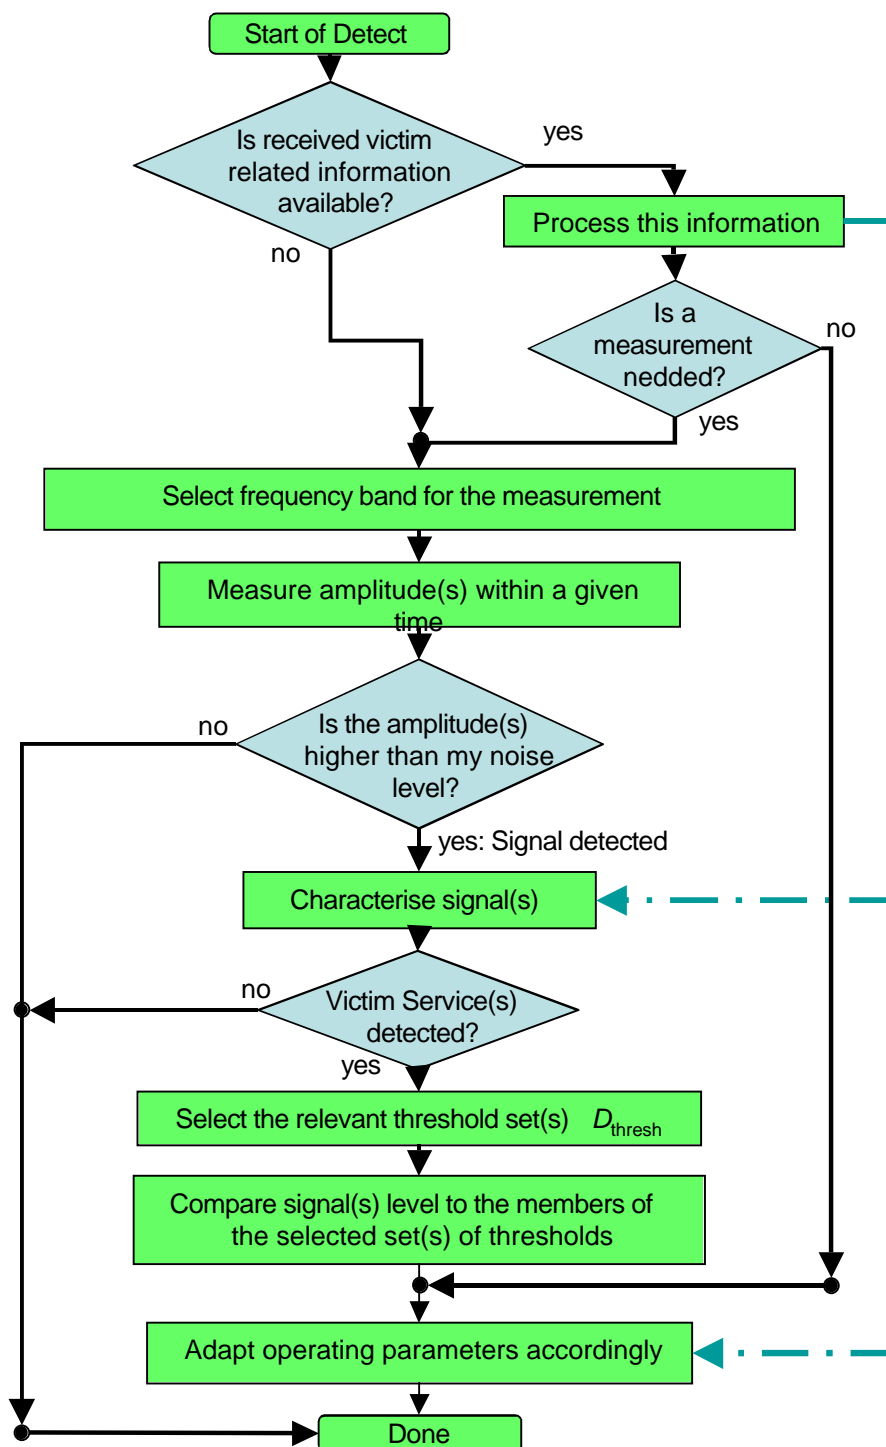 Start of Detect
Is received victim
related information
available?
yes
no
Process this information
Is a
measurement
nedded?
no
yes
Select frequency band for the measurement
Measure amplitude(s) within a given
time
no
Is the amplitude(s)
higher than my noise
level?
yes: Signal detected
Characterise signal(s)
no
Victim Service(s)
detected?
yes
Select the relevant threshold set(s) Dthresh
Compare signal(s) level to the members of
the selected set(s) of thresholds
Adapt operating parameters accordingly
Done